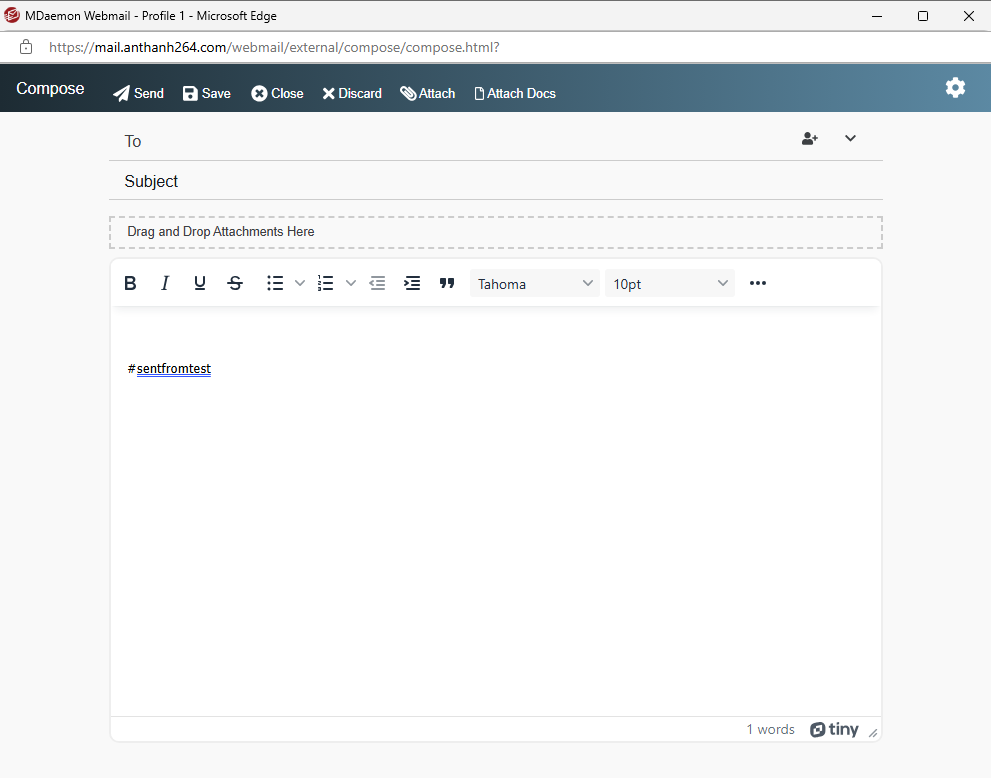 MDaemon Webmail - Profile 1 - Microsoft Edge
https://mail.anthanh264.com/webmail/external/compose/compose.html?
Compose Send Save Close Discard Attach Attach Docs
To
Subject
Drag and Drop Attachments Here
B I U S Tahoma 10pt
#sentfromtest
1 words tiny